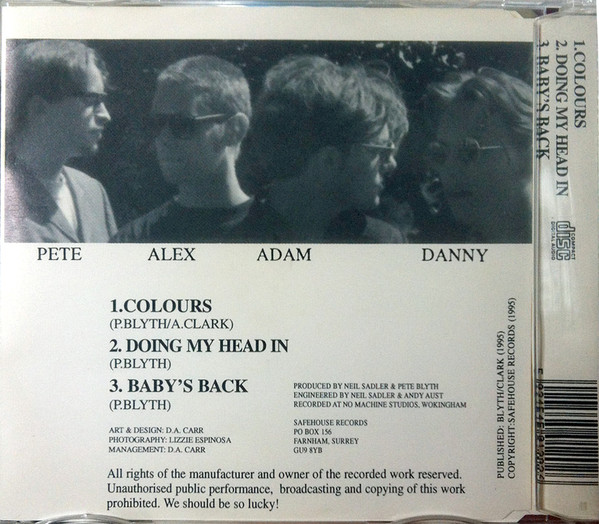 PETE ALEX ADAM DANNY
1.COLOURS
(P.BLYTH/A.CLARK)
2. DOING MY HEAD IN
(P.BLYTH)
3. BABY'S BACK
(P.BLYTH)
PRODUCED BY NEIL SADLER & PETE BLYTH
ENGINEERED BY NEIL SADLER & ANDY AUST
RECORDED AT NO MACHINE STUDIOS, WOKINGHAM
ART & DESIGN: D.A. CARR
PHOTOGRAPHY: LIZZIE ESPINOSA
MANAGEMENT: D.A. CARR
SAFEHOUSE RECORDS
PO BOX 156
FARNHAM, SURREY
GU9 8YB
All rights of the manufacturer and owner of the recorded work reserved.
Unauthorised public performance, broadcasting and copying of this work
prohibited. We should be so lucky!
PUBLISHED: BLYTH/CLARK (1995)
COPYRIGHT:SAFEHOUSE RECORDS (1995)
1.COLOURS
2. DOING MY HEAD IN
3. BABY'S BACK
COMPACT
disc
DIGITAL AUDIO